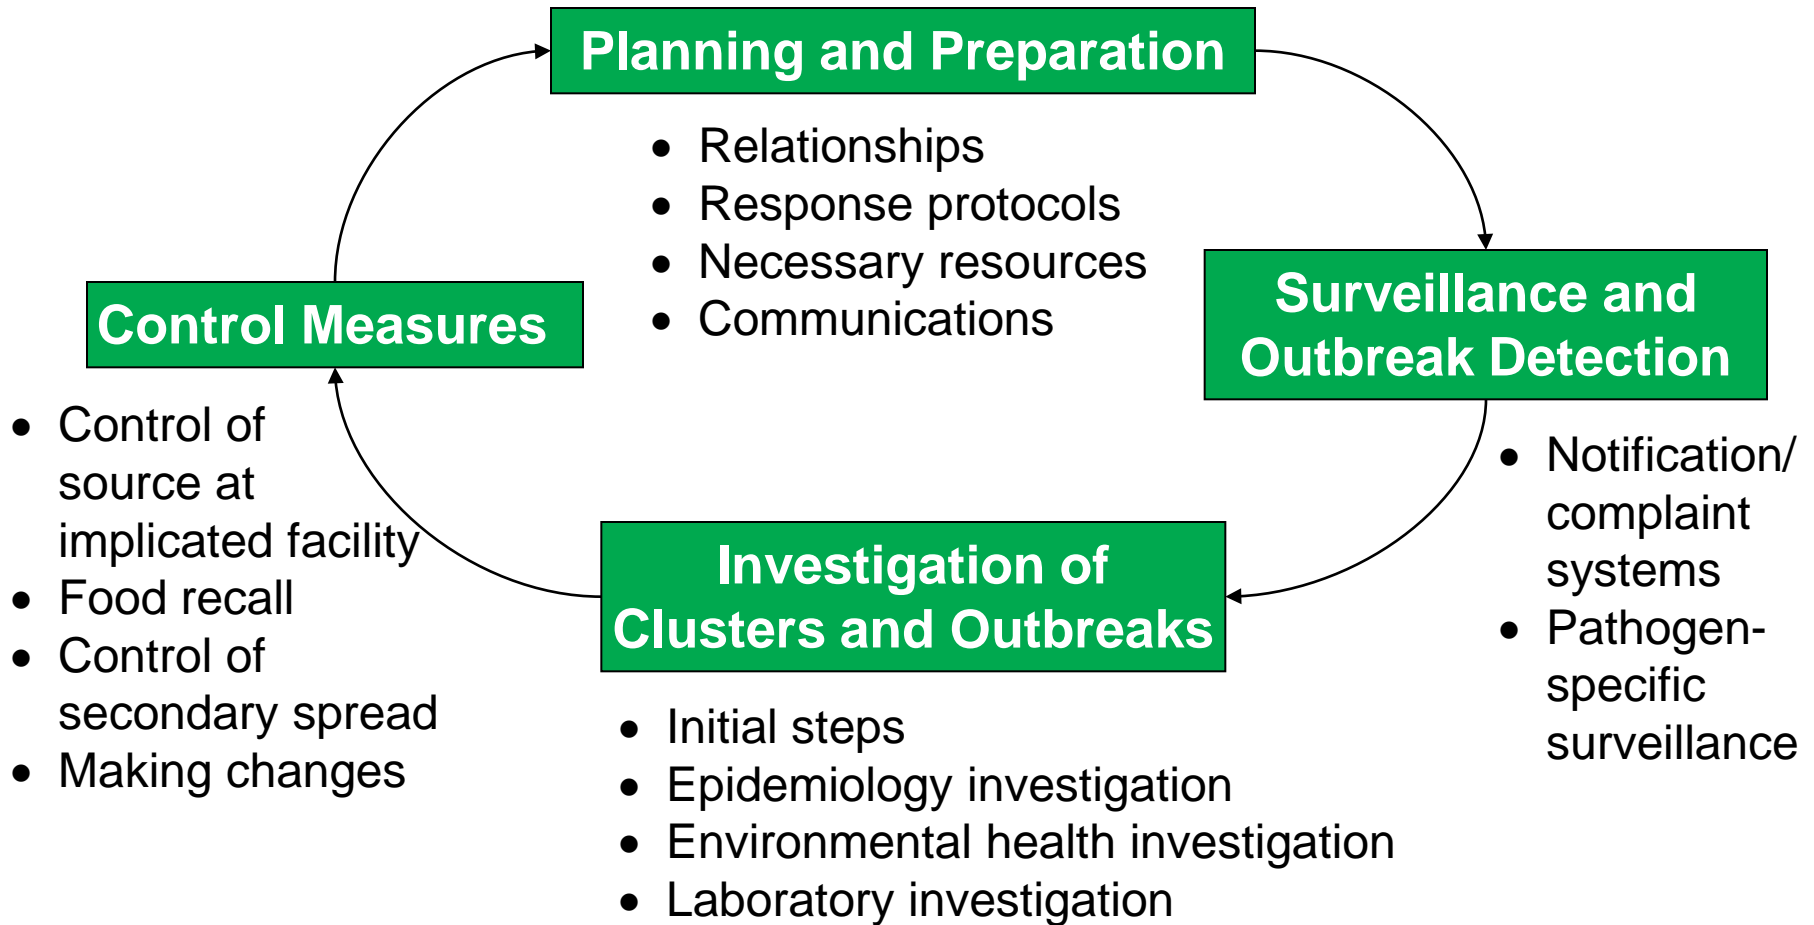 Planning and Preparation
• Relationships
• Response protocols
• Necessary resources
• Communications
Surveillance and
Outbreak Detection
• Notification/
complaint
systems
• Pathogen-
specific
surveillance
Investigation of
Clusters and Outbreaks
• Initial steps
• Epidemiology investigation
• Environmental health investigation
• Laboratory investigation
Control Measures
• Control of
source at
implicated facility
• Food recall
• Control of
secondary spread
• Making changes